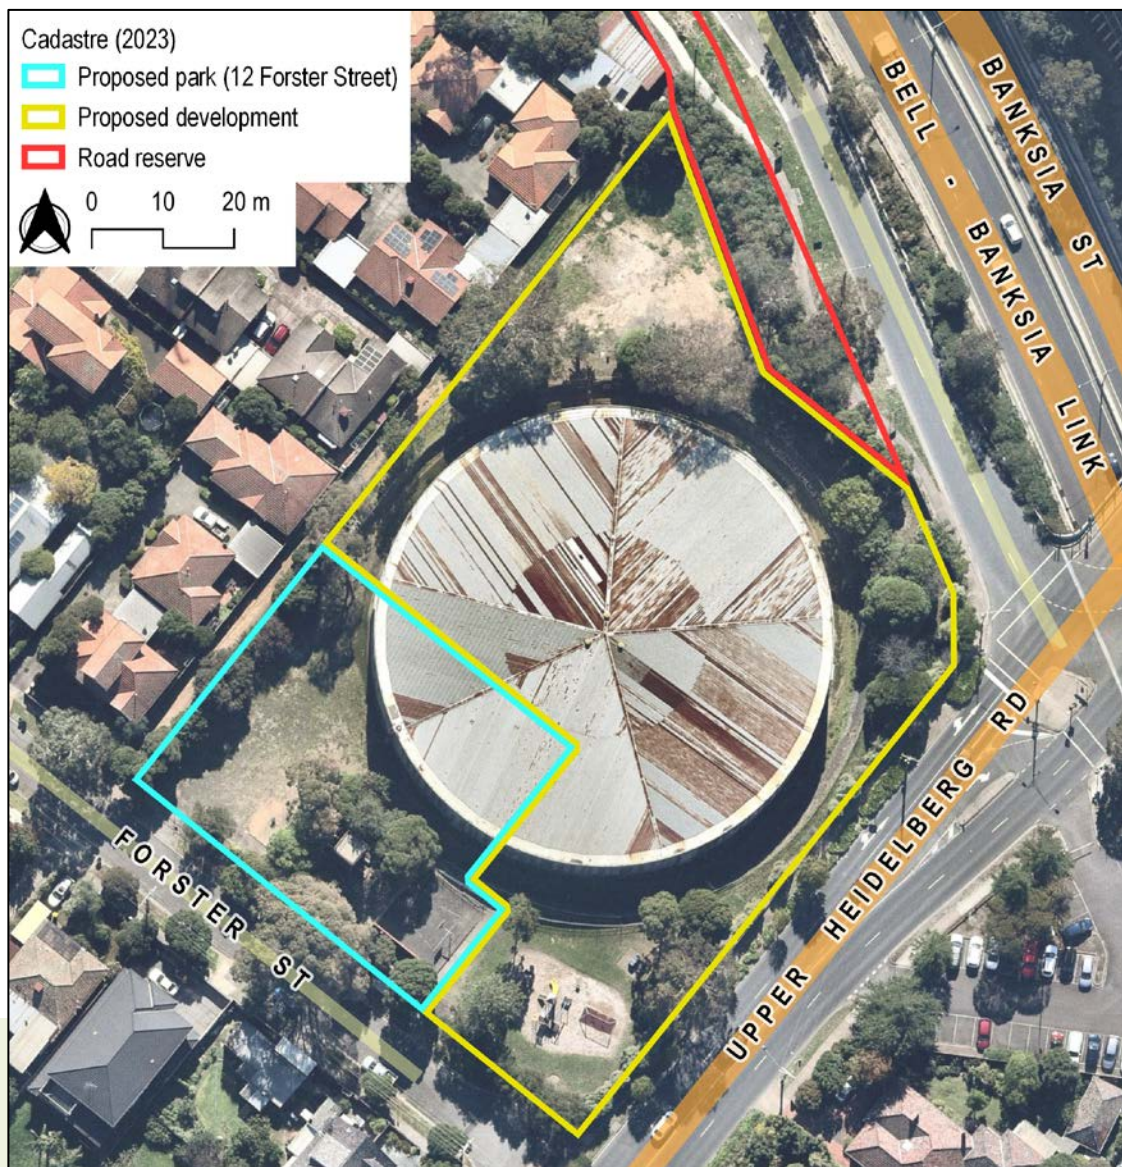 Cadastre (2023)
Proposed park (12 Forster Street)
Proposed development
Road reserve
0 10 20 m
BANKSIA ST
BELL - BANKSIA LINK
UPPER HEIDELBERG RD
FORSTER ST